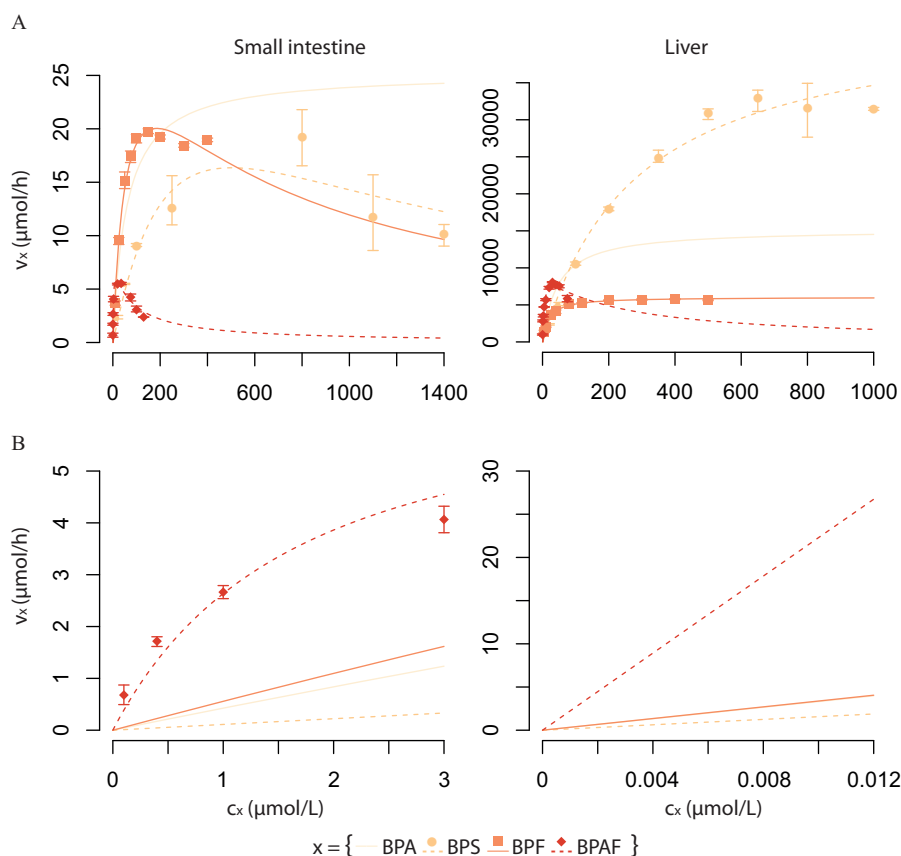 A
Small intestine
Liver
vx (μmol/h)
25
20
15
10
5
0
0 200 600 1000 1400
30000
20000
10000
0
0 200 400 600 800 1000
B
vx (μmol/h)
5
4
3
2
1
0
0 1 2 3
cx (μmol/L)
30
20
10
0
0 0.004 0.008 0.012
cx (μmol/L)
x = { BPA BPS BPF BPAF }